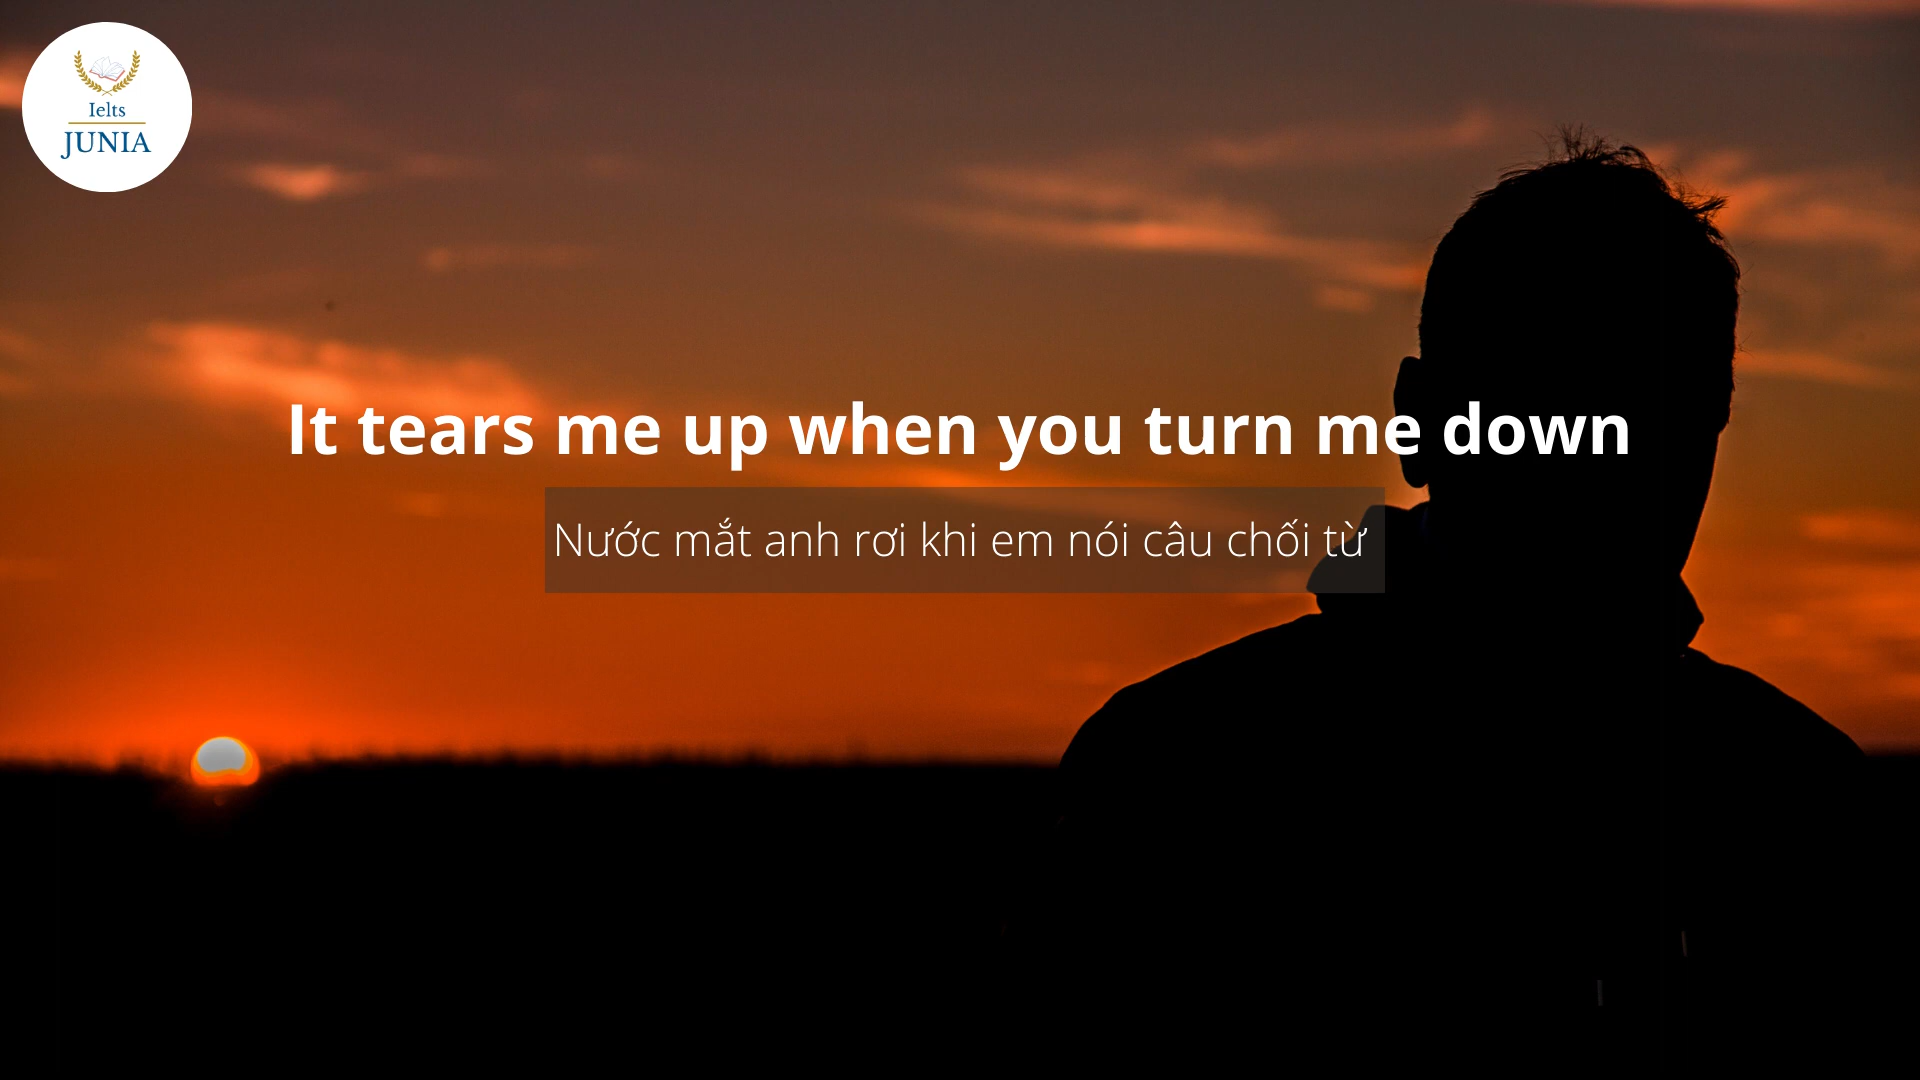 Ielts
JUNIA
It tears me up when you turn me down
Nước mắt anh rơi khi em nói câu chối từ